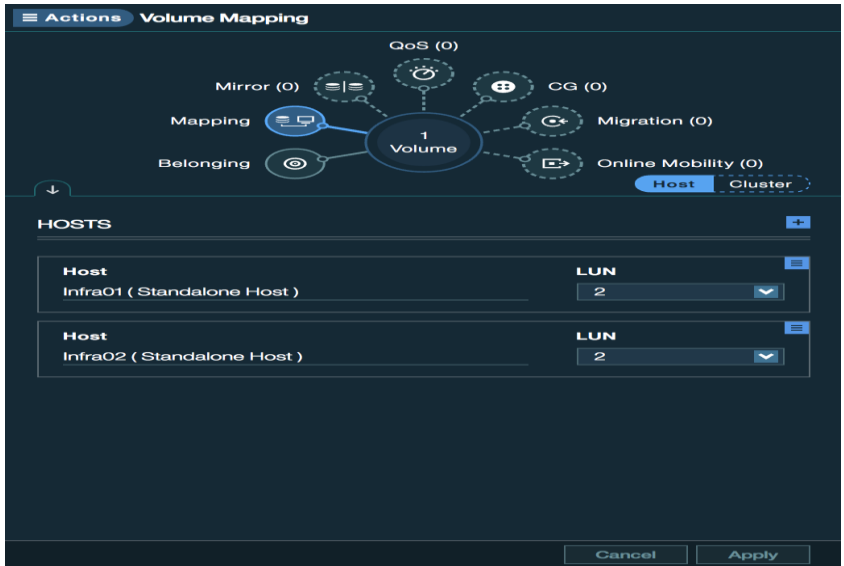 Actions Volume Mapping
QoS (0)
Mirror (0)
CG (0)
Mapping
Migration (0)
1
Volume
Belonging
Online Mobility (0)
Host Cluster
HOSTS
Host LUN
Infra01 ( Standalone Host ) 2
Host LUN
Infra02 ( Standalone Host ) 2
Cancel Apply